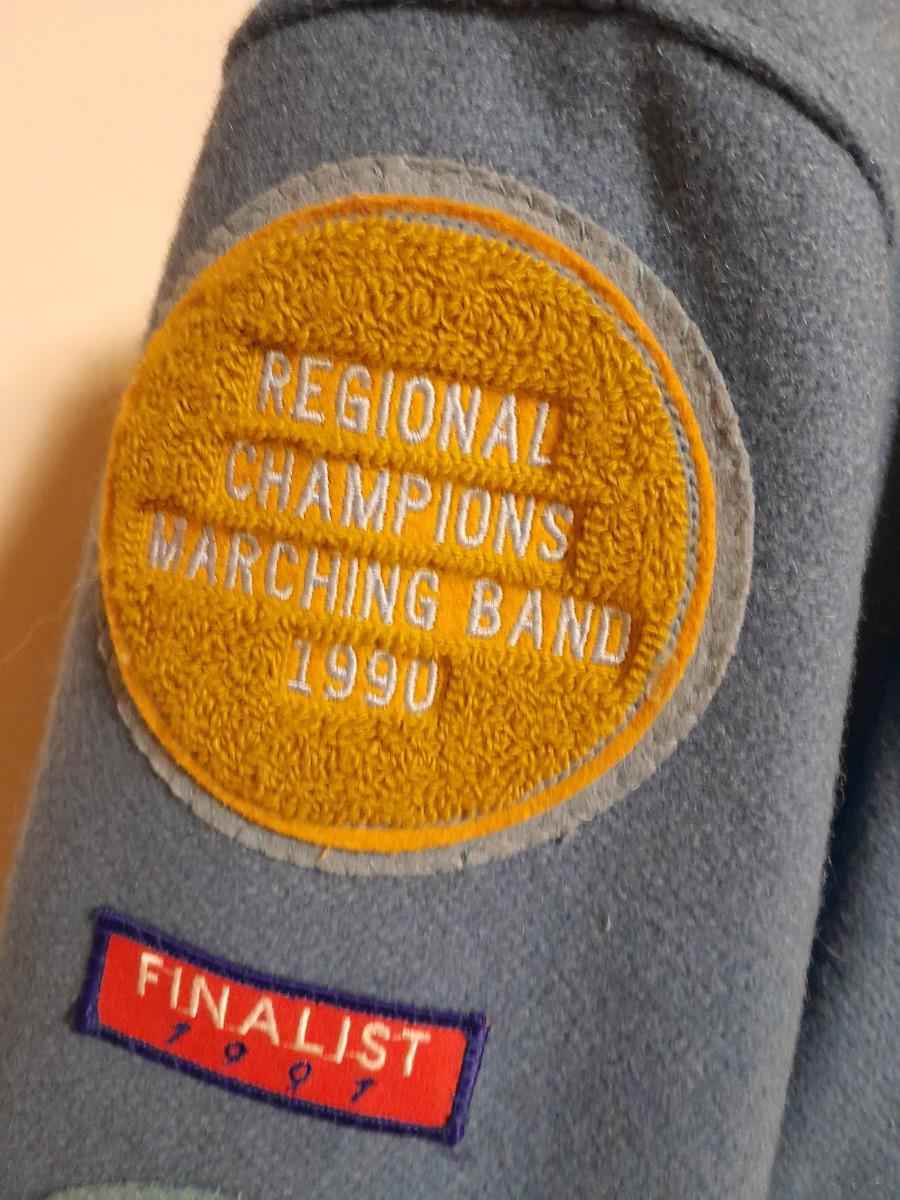 REGIONAL
CHAMPIONS
MARCHING BAND
1990
FINALIST
1991